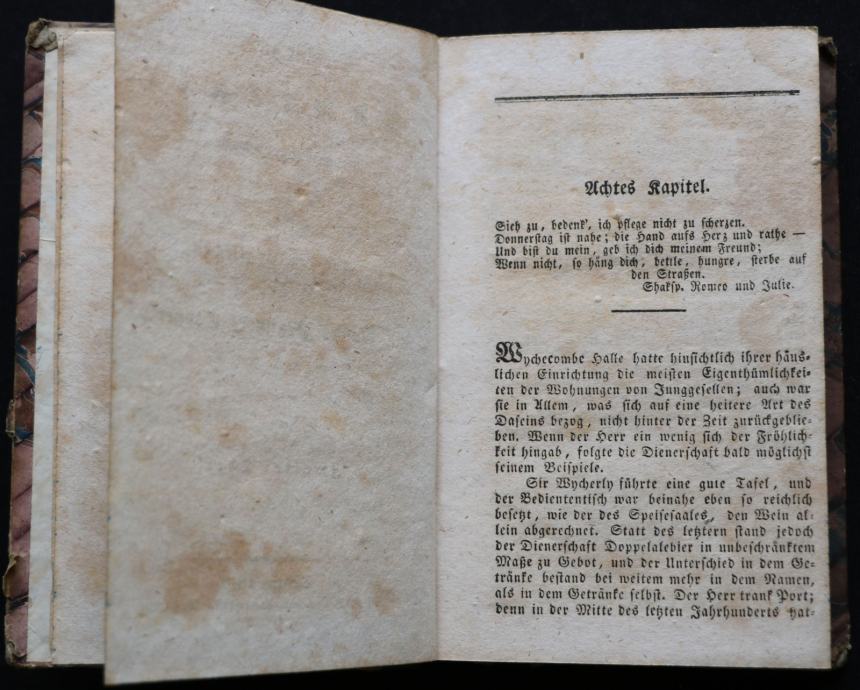 Achtes Kapitel.
Sieh zu, bedenk', ich pflege nicht zu scherzen.
Donnerstag ist nahe; die Hand aufs Herz und rathe —
Und bist du mein, geb ich dich meinem Freund;
Wenn nicht, so häng dich, bettle, hungre, sterbe auf
den Straßen.
Shaksp. Romeo und Julie.
Wychecombe Halle hatte hinsichtlich ihrer häus-
lichen Einrichtung die meisten Eigenthümlichkei-
ten der Wohnungen von Junggesellen; auch war
sie in Allem, was sich auf eine heitere Art des
Daseins bezog, nicht hinter der Zeit zurückgeblie-
ben. Wenn der Herr ein wenig sich der Fröhlich-
keit hingab, folgte die Dienerschaft bald möglichst
seinem Beispiele.
Sir Wycherly führte eine gute Tafel, und
der Bediententisch war beinahe eben so reichlich
besetzt, wie der des Speisesaales, den Wein al-
lein abgerechnet. Statt des letztern stand jedoch
der Dienerschaft Doppelalebier in unbeschränktem
Maße zu Gebot, und der Unterschied in dem Ge-
tränke bestand bei weitem mehr in dem Namen,
als in dem Getränke selbst. Der Herr trank Port;
denn in der Mitte des letzten Jahrhunderts hat-